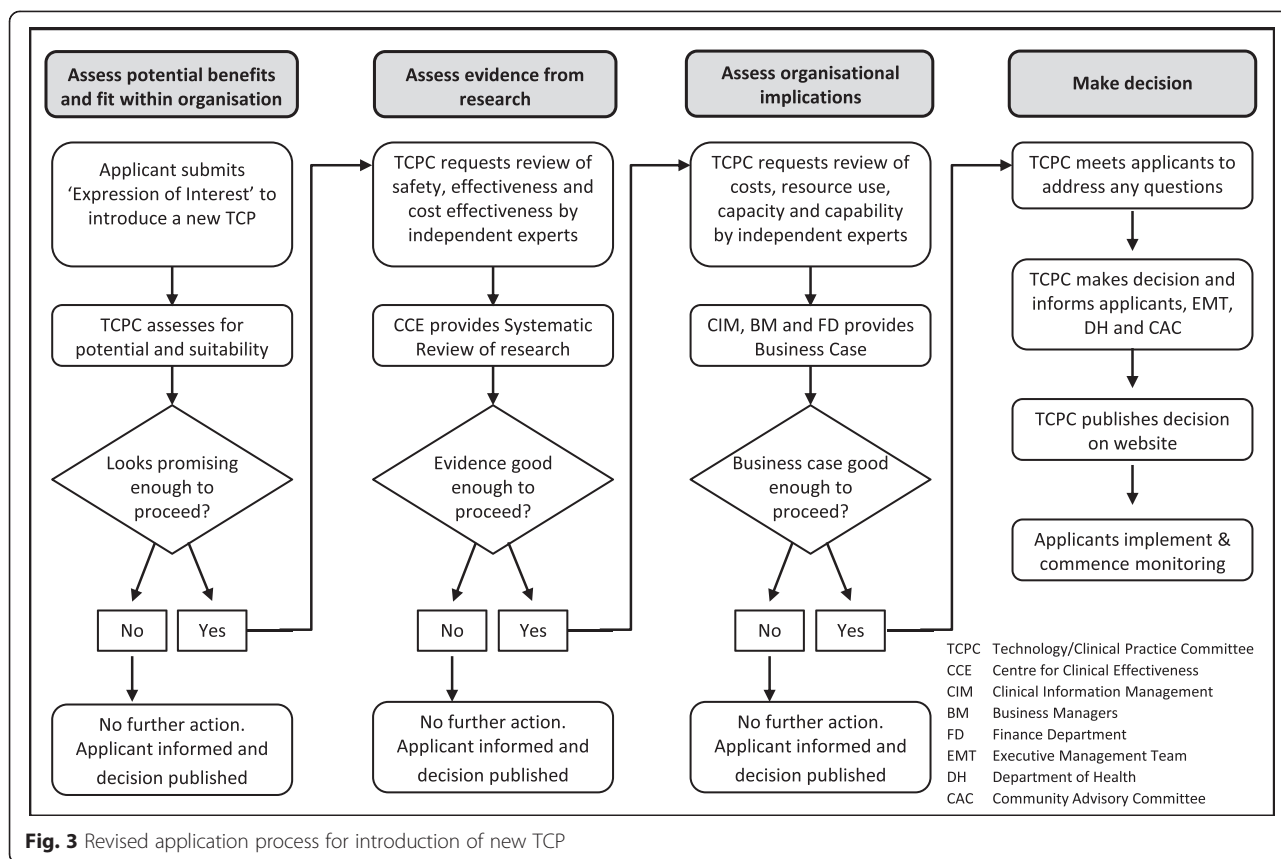 Assess potential benefits
and fit within organisation
Applicant submits
‘Expression of Interest’ to
introduce a new TCP
TCPC assesses for
potential and suitability
Looks promising
enough to
proceed?
No
Yes
No further action.
Applicant informed and
decision published
Assess evidence from
research
TCPC requests review of
safety, effectiveness and
cost effectiveness by
independent experts
CCE provides Systematic
Review of research
Evidence good
enough to
proceed?
No
Yes
No further action.
Applicant informed and
decision published
Assess organisational
implications
TCPC requests review of
costs, resource use,
capacity and capability
by independent experts
CIM, BM and FD provides
Business Case
Business case good
enough to
proceed?
No
Yes
No further action.
Applicant informed and
decision published
Make decision
TCPC meets applicants to
address any questions
TCPC makes decision and
informs applicants, EMT,
DH and CAC
TCPC publishes decision
on website
Applicants implement &
commence monitoring
TCPC Technology/Clinical Practice Committee
CCE Centre for Clinical Effectiveness
CIM Clinical Information Management
BM Business Managers
FD Finance Department
EMT Executive Management Team
DH Department of Health
CAC Community Advisory Committee
Fig. 3 Revised application process for introduction of new TCP